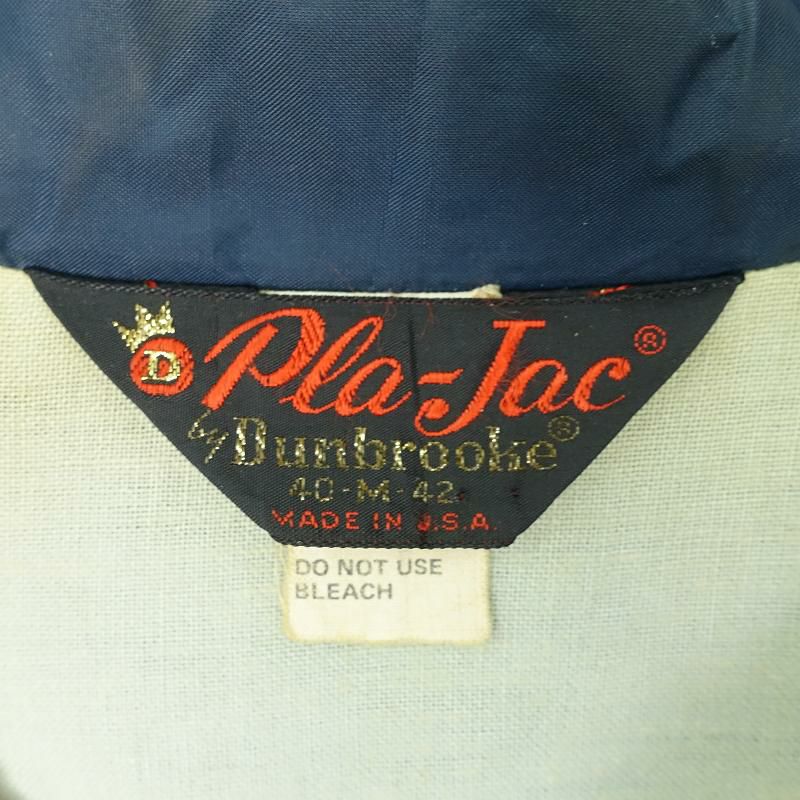 D
Pla-Jac®
by Dunbrooke®
40-M-42
MADE IN U.S.A.
DO NOT USE
BLEACH